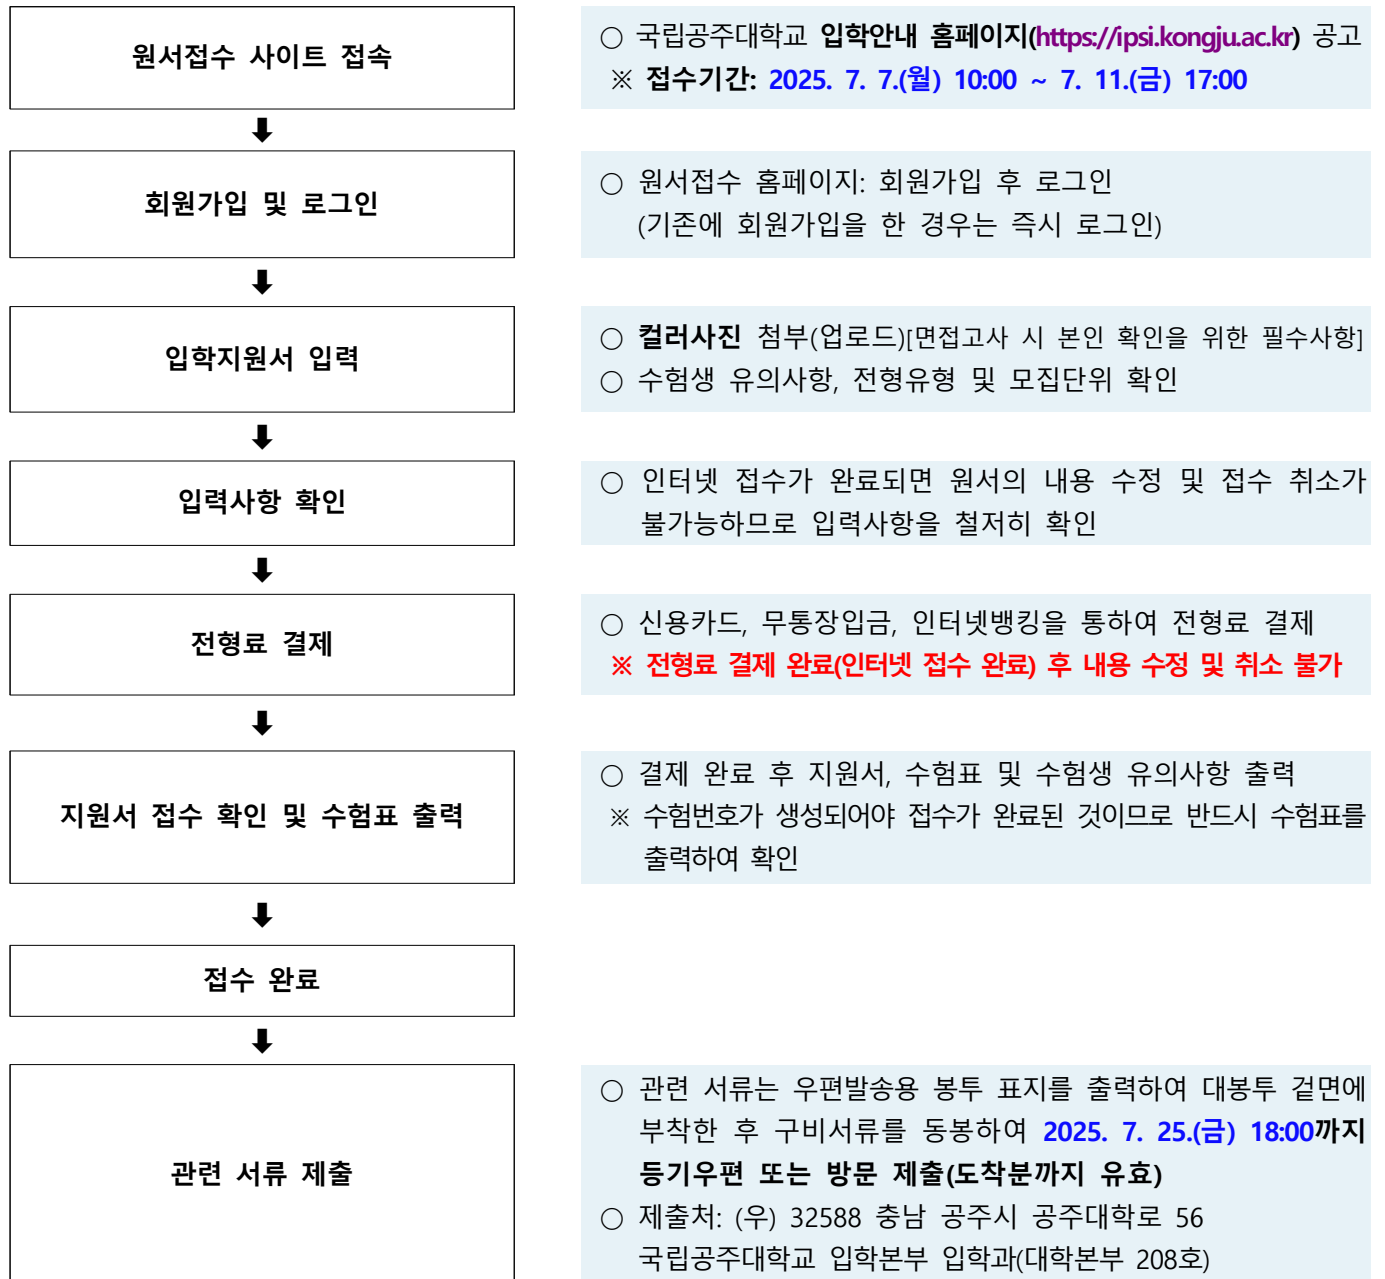 원서접수 사이트 접속
○ 국립공주대학교 입학안내 홈페이지(https://ipsi.kongju.ac.kr) 공고
※ 접수기간: 2025. 7. 7.(월) 10:00 ~ 7. 11.(금) 17:00
⬇
회원가입 및 로그인
○ 원서접수 홈페이지: 회원가입 후 로그인
(기존에 회원가입을 한 경우는 즉시 로그인)
⬇
입학지원서 입력
○ 컬러사진 첨부(업로드)[면접고사 시 본인 확인을 위한 필수사항]
○ 수험생 유의사항, 전형유형 및 모집단위 확인
⬇
입력사항 확인
○ 인터넷 접수가 완료되면 원서의 내용 수정 및 접수 취소가
불가능하므로 입력사항을 철저히 확인
⬇
전형료 결제
○ 신용카드, 무통장입금, 인터넷뱅킹을 통하여 전형료 결제
※ 전형료 결제 완료(인터넷 접수 완료) 후 내용 수정 및 취소 불가
⬇
지원서 접수 확인 및 수험표 출력
○ 결제 완료 후 지원서, 수험표 및 수험생 유의사항 출력
※ 수험번호가 생성되어야 접수가 완료된 것이므로 반드시 수험표를
출력하여 확인
⬇
접수 완료
⬇
관련 서류 제출
○ 관련 서류는 우편발송용 봉투 표지를 출력하여 대봉투 겉면에
부착한 후 구비서류를 동봉하여 2025. 7. 25.(금) 18:00까지
등기우편 또는 방문 제출(도착분까지 유효)
○ 제출처: (우) 32588 충남 공주시 공주대학로 56
국립공주대학교 입학본부 입학과(대학본부 208호)